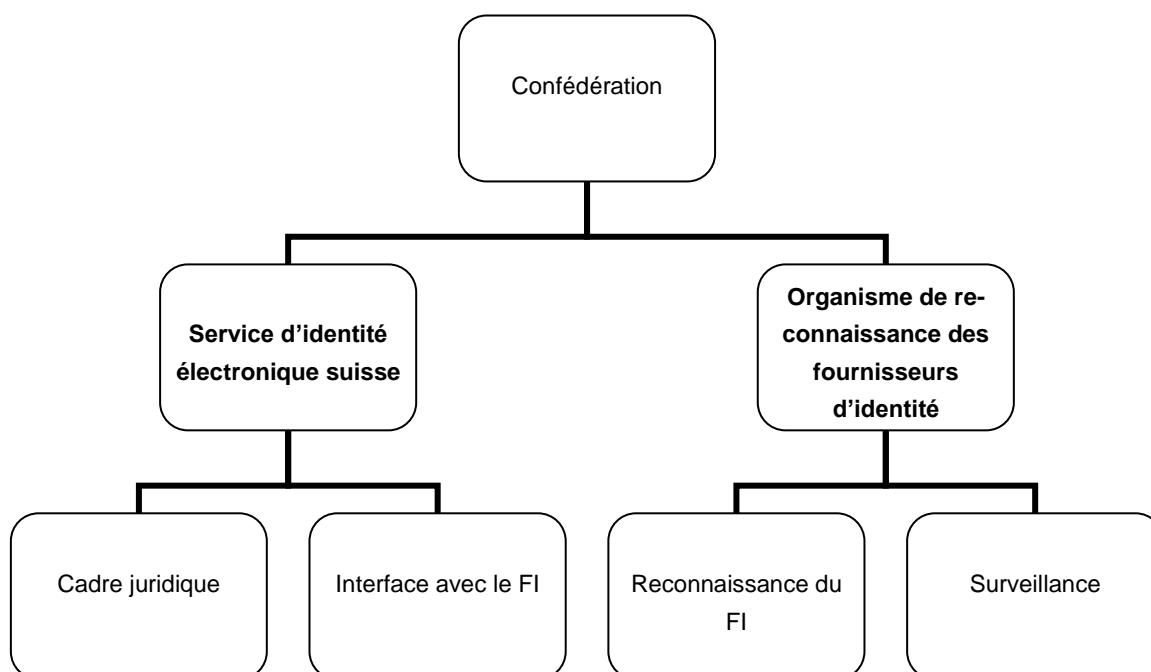 Confédération
Service d’identité
électronique suisse
Organisme de re-
connaissance des
fournisseurs
d’identité
Cadre juridique
Interface avec le FI
Reconnaissance du
FI
Surveillance